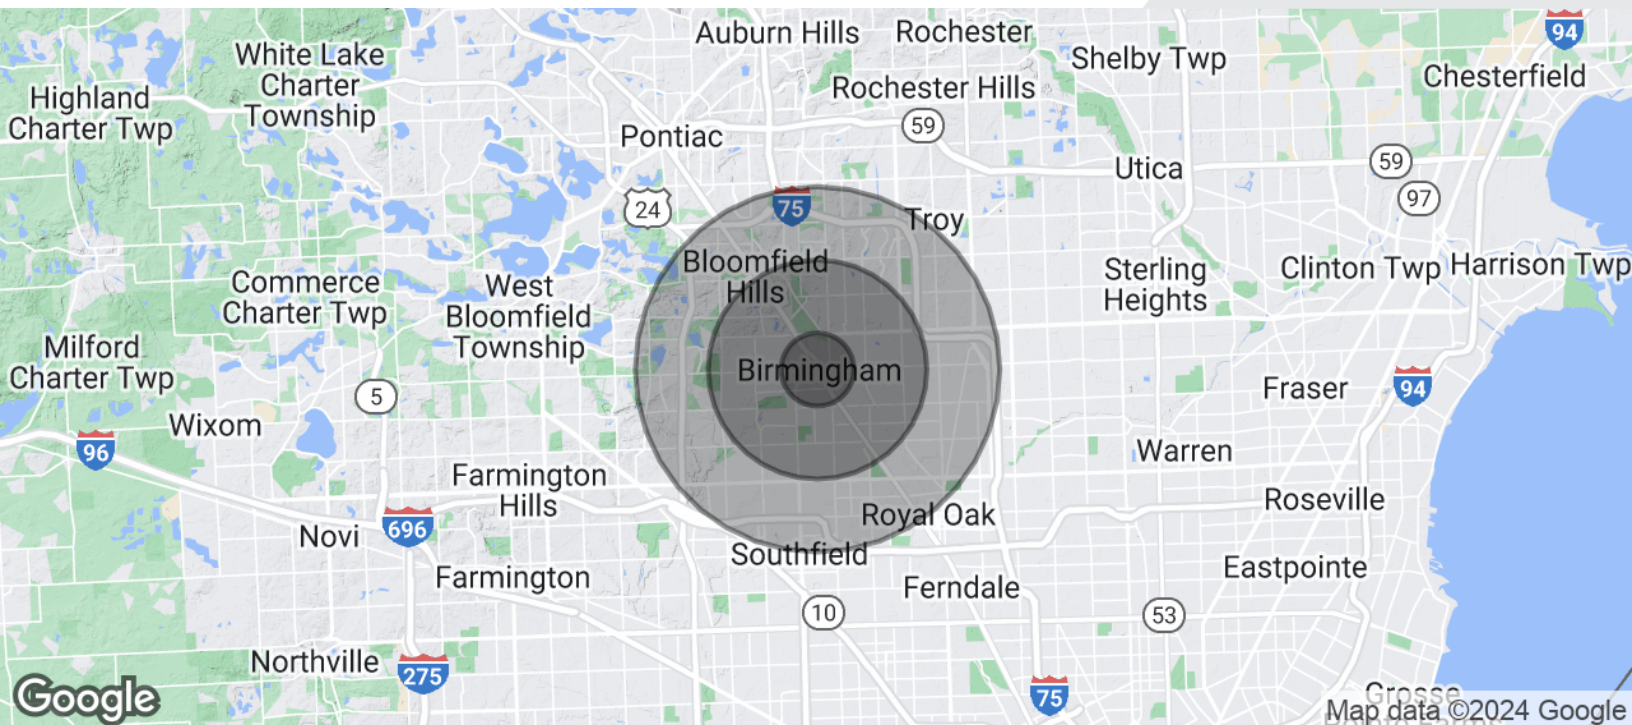 Auburn Hills
Rochester
94
White Lake
Charter
Township
Shelby Twp
Chesterfield
Highland
Charter Twp
Rochester Hills
Pontiac
59
59
Utica
97
24
75
Troy
Bloomfield
Hills
Sterling
Heights
Clinton Twp
Harrison Twp
Commerce
Charter Twp
West
Bloomfield
Township
Milford
Charter Twp
Birmingham
5
Fraser
94
Wixom
96
Warren
Farmington
Hills
Roseville
Royal Oak
696
Novi
Southfield
Eastpointe
Farmington
Ferndale
10
53
Northville
275
75
Grosse
Google
Map data ©2024 Google